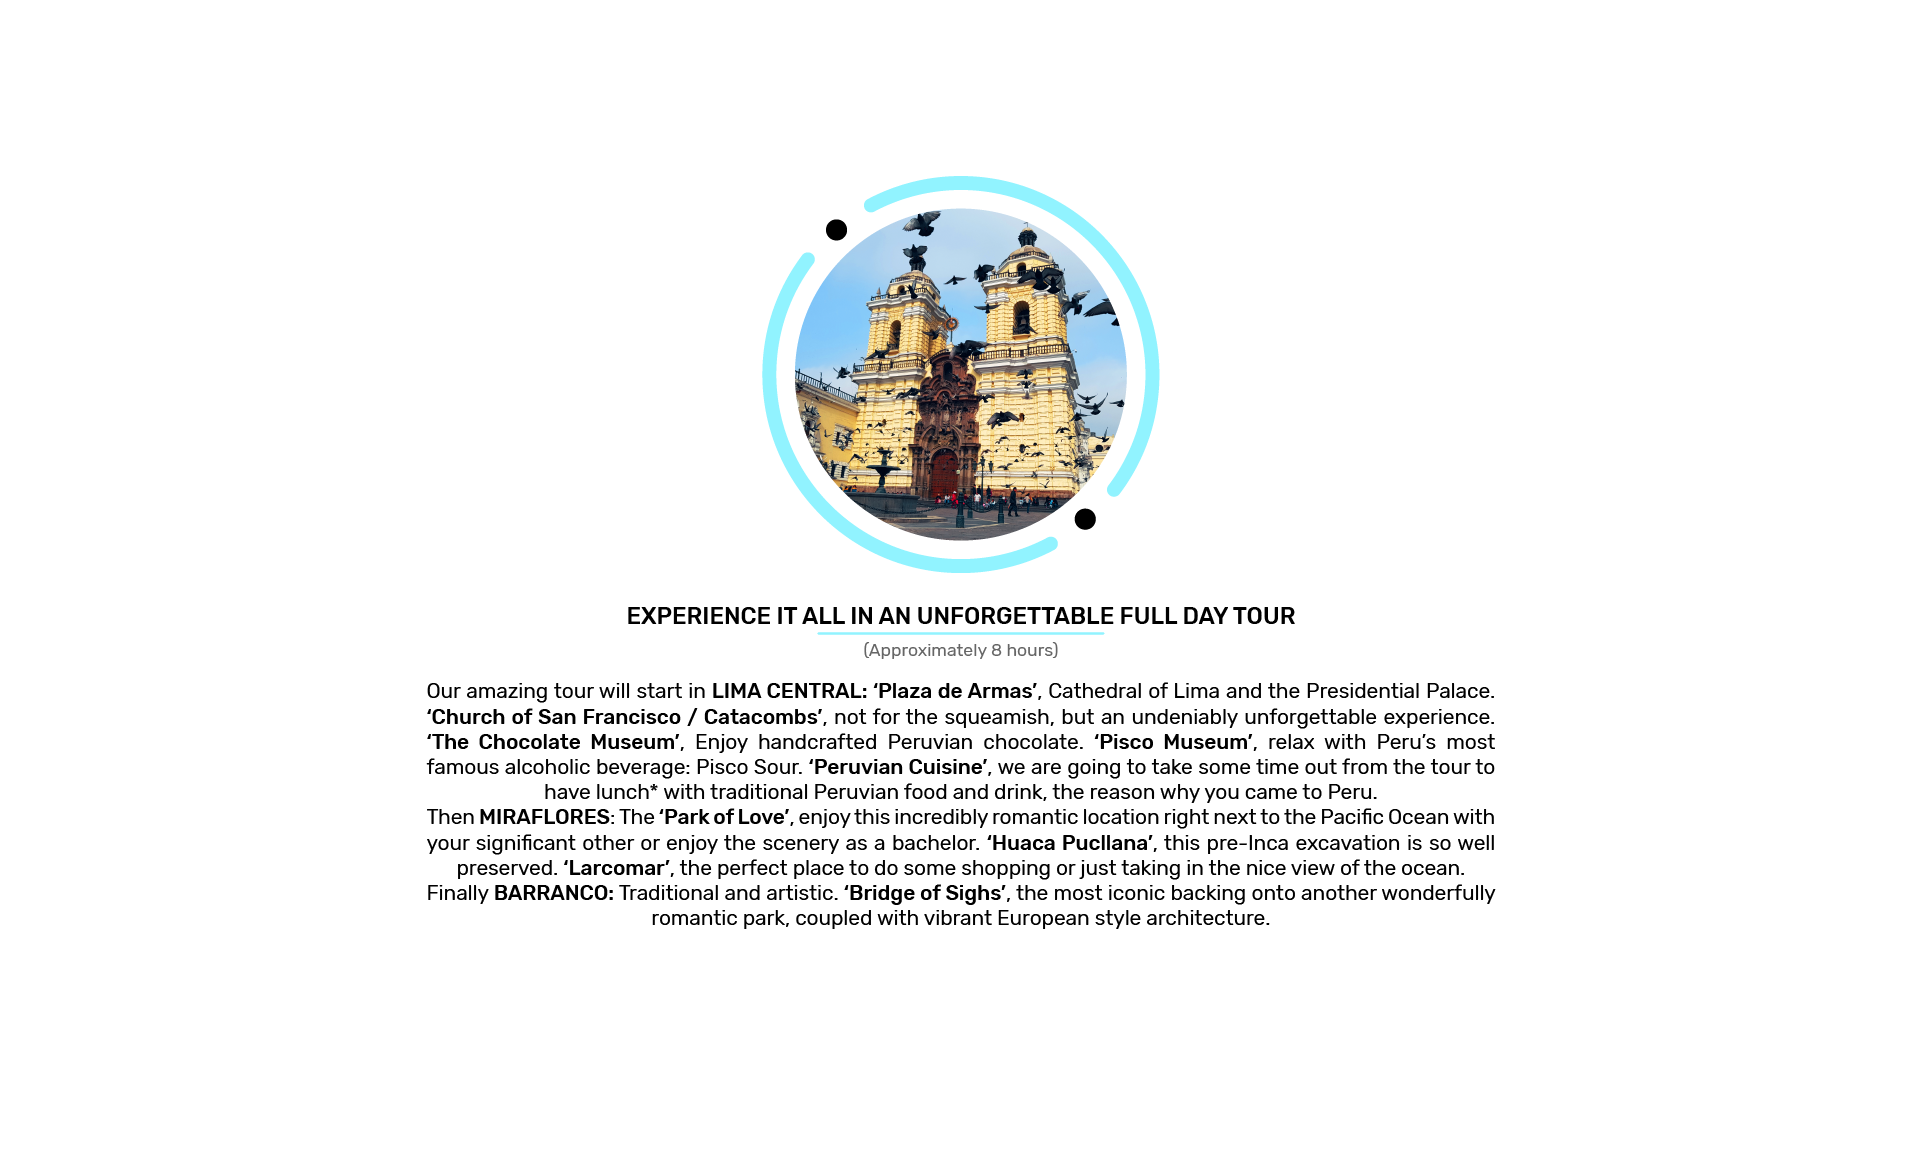 EXPERIENCE IT ALL IN AN UNFORGETTABLE FULL DAY TOUR
(Approximately 8 hours)
Our amazing tour will start in LIMA CENTRAL: ‘Plaza de Armas’, Cathedral of Lima and the Presidential Palace.
‘Church of San Francisco / Catacombs’, not for the squeamish, but an undeniably unforgettable experience.
‘The Chocolate Museum’, Enjoy handcrafted Peruvian chocolate. ‘Pisco Museum’, relax with Peru’s most
famous alcoholic beverage: Pisco Sour. ‘Peruvian Cuisine’, we are going to take some time out from the tour to
have lunch* with traditional Peruvian food and drink, the reason why you came to Peru.
Then MIRAFLORES: The ‘Park of Love’, enjoy this incredibly romantic location right next to the Pacific Ocean with
your significant other or enjoy the scenery as a bachelor. ‘Huaca Pucllana’, this pre-Inca excavation is so well
preserved. ‘Larcomar’, the perfect place to do some shopping or just taking in the nice view of the ocean.
Finally BARRANCO: Traditional and artistic. ‘Bridge of Sighs’, the most iconic backing onto another wonderfully
romantic park, coupled with vibrant European style architecture.